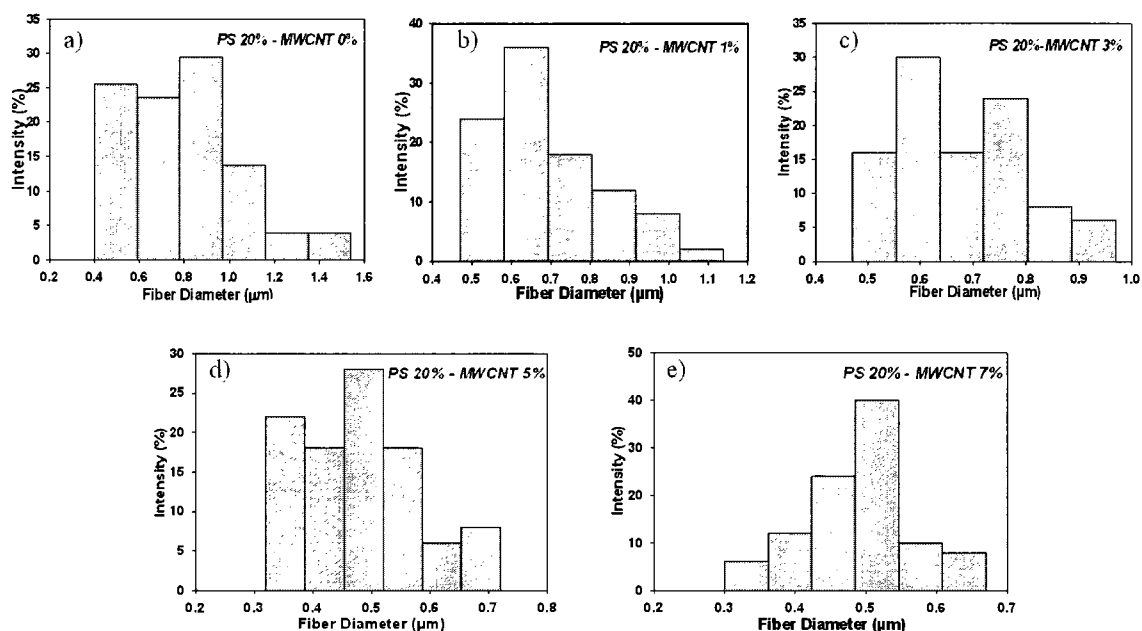 a)
PS 20% - MWCNT 0%
35
30
25
20
15
10
5
0
Intensity (%)
0.2 0.4 0.6 0.8 1.0 1.2 1.4 1.6
Fiber Diameter (µm)
b)
PS 20% - MWCNT 1%
40
30
20
10
0
Intensity (%)
0.4 0.5 0.6 0.7 0.8 0.9 1.0 1.1 1.2
Fiber Diameter (µm)
c)
PS 20%-MWCNT 3%
35
30
25
20
15
10
5
0
Intensity (%)
0.4 0.5 0.6 0.7 0.8 0.9 1.0
Fiber Diameter (µm)
d)
PS 20% - MWCNT 5%
30
25
20
15
10
5
0
Intensity (%)
0.2 0.3 0.4 0.5 0.6 0.7 0.8
Fiber Diameter (µm)
e)
PS 20% - MWCNT 7%
50
40
30
20
10
0
Intensity (%)
0.2 0.3 0.4 0.5 0.6 0.7
Fiber Diameter (µm)